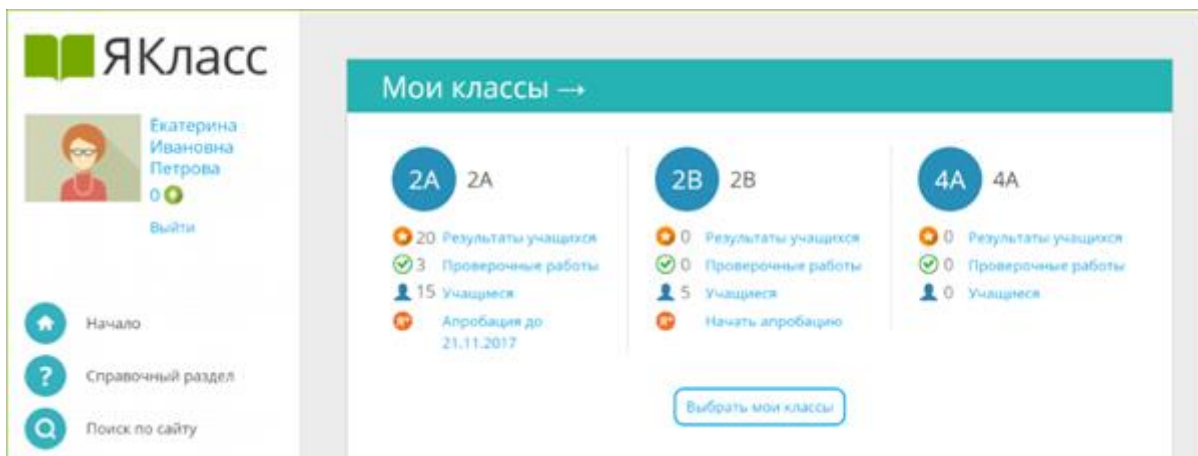 ЯКласс
Екатерина
Ивановна
Петрова
0
Выйти
Начало
Справочный раздел
Поиск по сайту
Мои классы →
2А 2А
20 Результаты учащихся
3 Проверочные работы
15 Учащиеся
Я+ Апробация до
21.11.2017
2В 2В
0 Результаты учащихся
0 Проверочные работы
5 Учащиеся
Я+ Начать апробацию
4А 4А
0 Результаты учащихся
0 Проверочные работы
0 Учащиеся
Выбрать мои классы